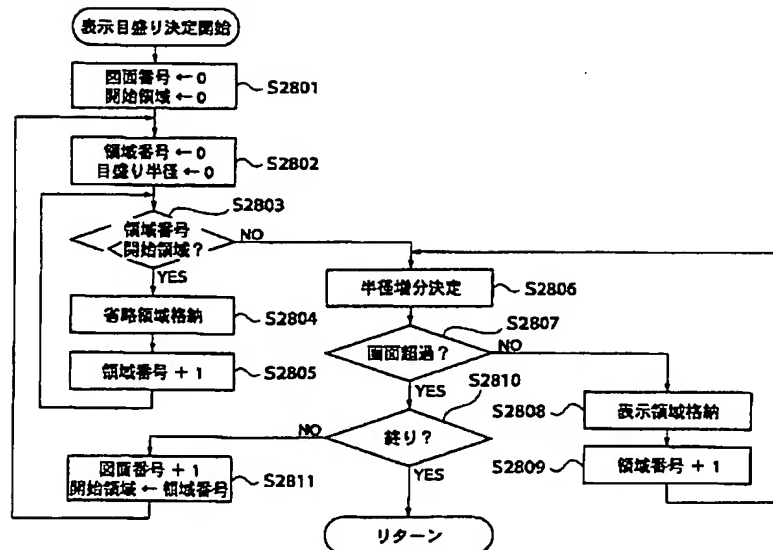 表示目盛り決定開始
図面番号 ← 0
開始領域 ← 0
S2801
領域番号 ← 0
目盛り半径 ← 0
S2802
S2803
領域番号
<開始領域？
NO
YES
省略領域格納
S2804
領域番号 + 1
S2805
半径増分決定
S2806
S2807
画面超過？
NO
YES
S2808
表示領域格納
S2809
領域番号 + 1
S2810
終り？
NO
YES
図面番号 + 1
開始領域 ← 領域番号
S2811
リターン